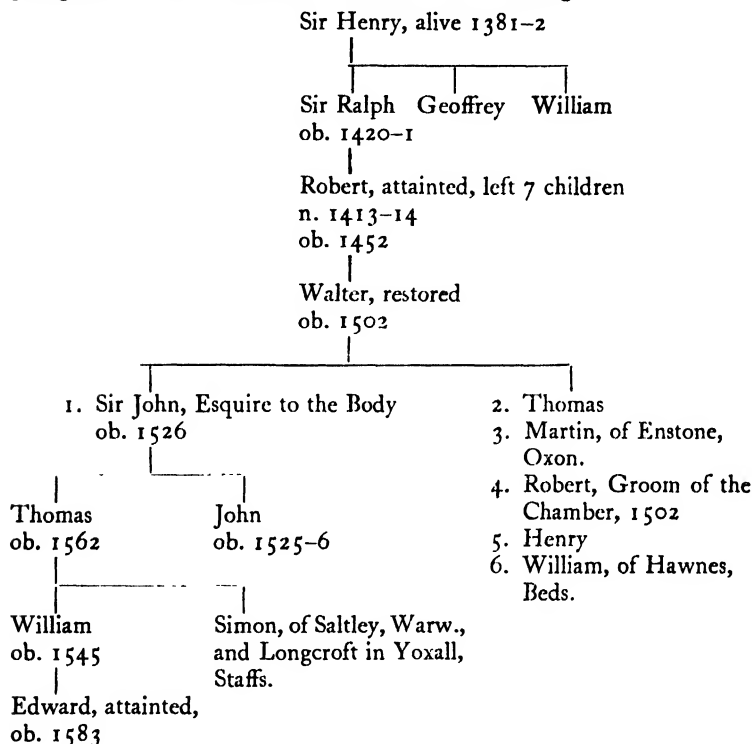 Sir Henry, alive 1381–2
Sir Ralph Geoffrey William
ob. 1420–1
Robert, attainted, left 7 children
n. 1413–14
ob. 1452
Walter, restored
ob. 1502
1. Sir John, Esquire to the Body
ob. 1526
2. Thomas
3. Martin, of Enstone,
Oxon.
4. Robert, Groom of the
Chamber, 1502
5. Henry
6. William, of Hawnes,
Beds.
Thomas
ob. 1562
John
ob. 1525–6
William
ob. 1545
Simon, of Saltley, Warw.,
and Longcroft in Yoxall,
Staffs.
Edward, attainted,
ob. 1583